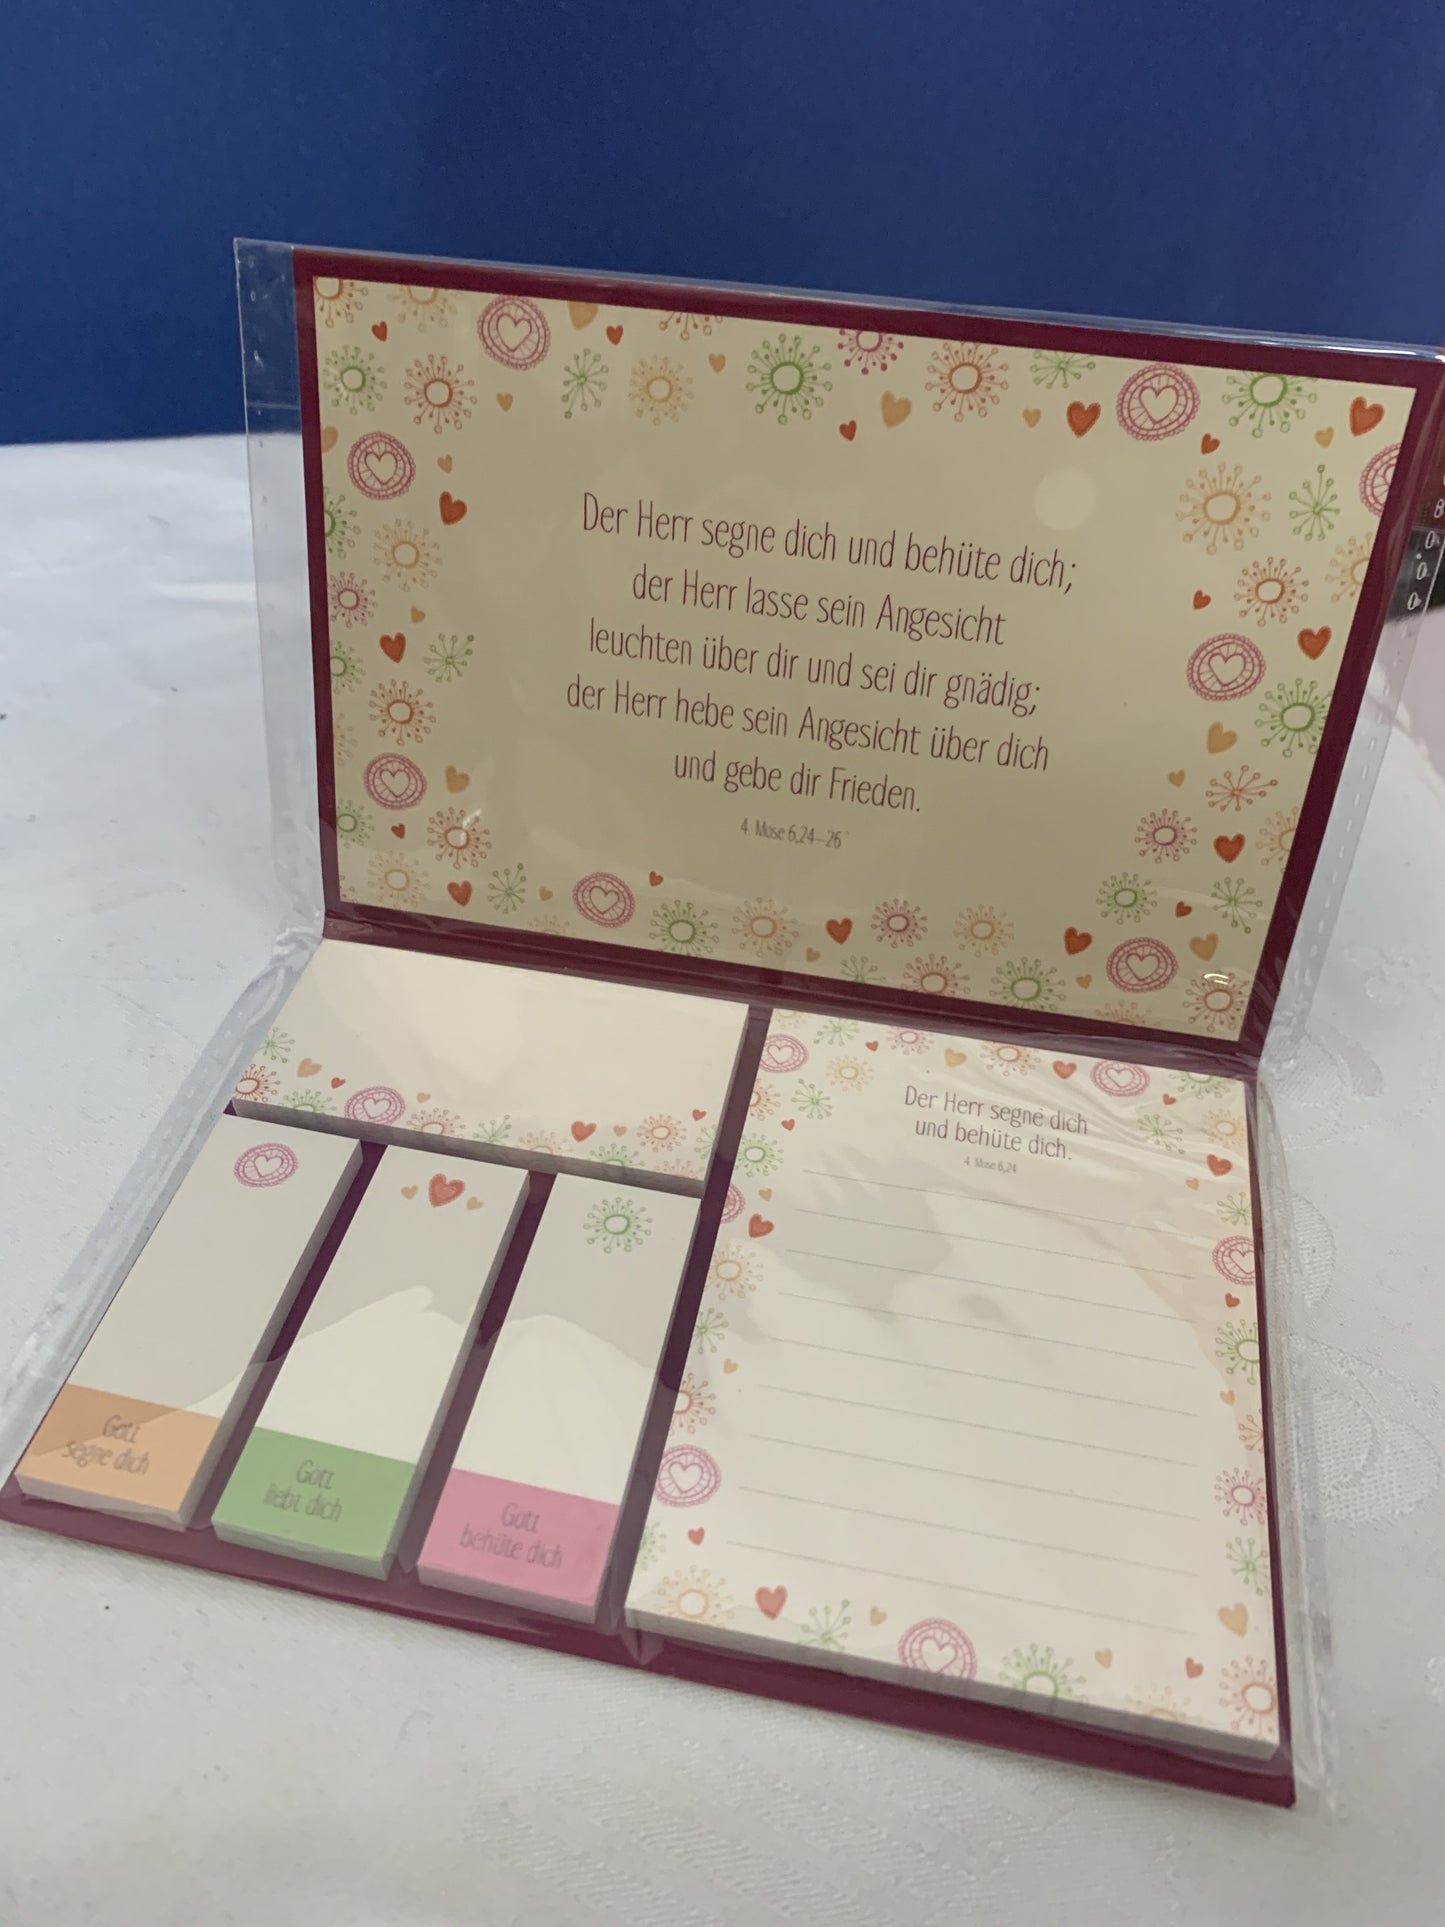 Der Herr segne dich und behüte dich;
der Herr lasse sein Angesicht
leuchten über dir und sei dir gnädig;
der Herr hebe sein Angesicht über dich
und gebe dir Frieden.
4. Mose 6,24–26
Der Herr segne dich
und behüte dich.
4. Mose 6,24
Gott
segne dich
Gott
liebt dich
Gott
behüte dich